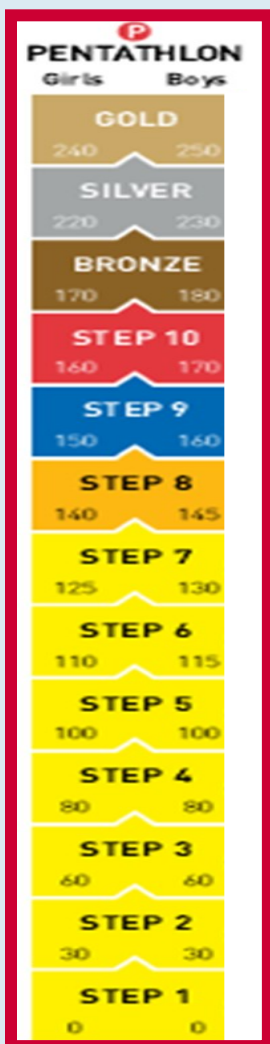 P
PENTATHLON
Girls Boys
GOLD
240 250
SILVER
220 230
BRONZE
170 180
STEP 10
160 170
STEP 9
150 160
STEP 8
140 145
STEP 7
125 130
STEP 6
110 115
STEP 5
100 100
STEP 4
80 80
STEP 3
60 60
STEP 2
30 30
STEP 1
0 0